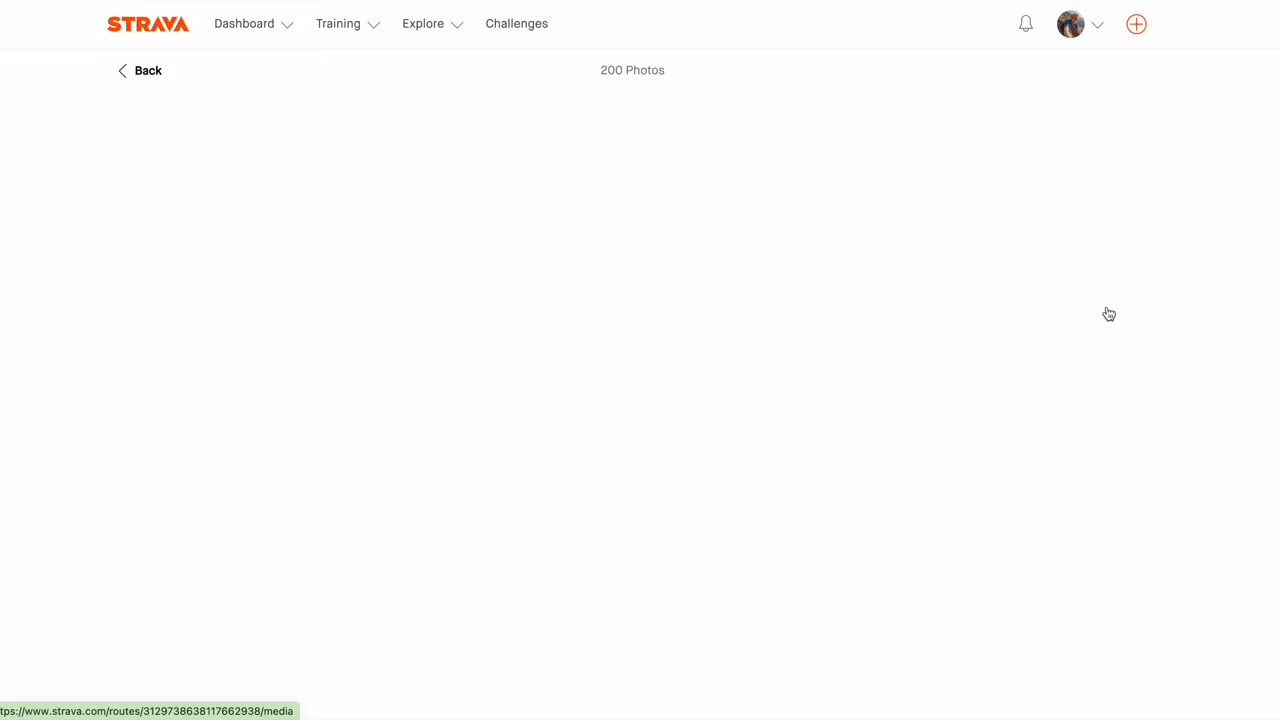 STRAVA Dashboard Training Explore Challenges
Back 200 Photos
tps://www.strava.com/routes/3129738638117662938/media